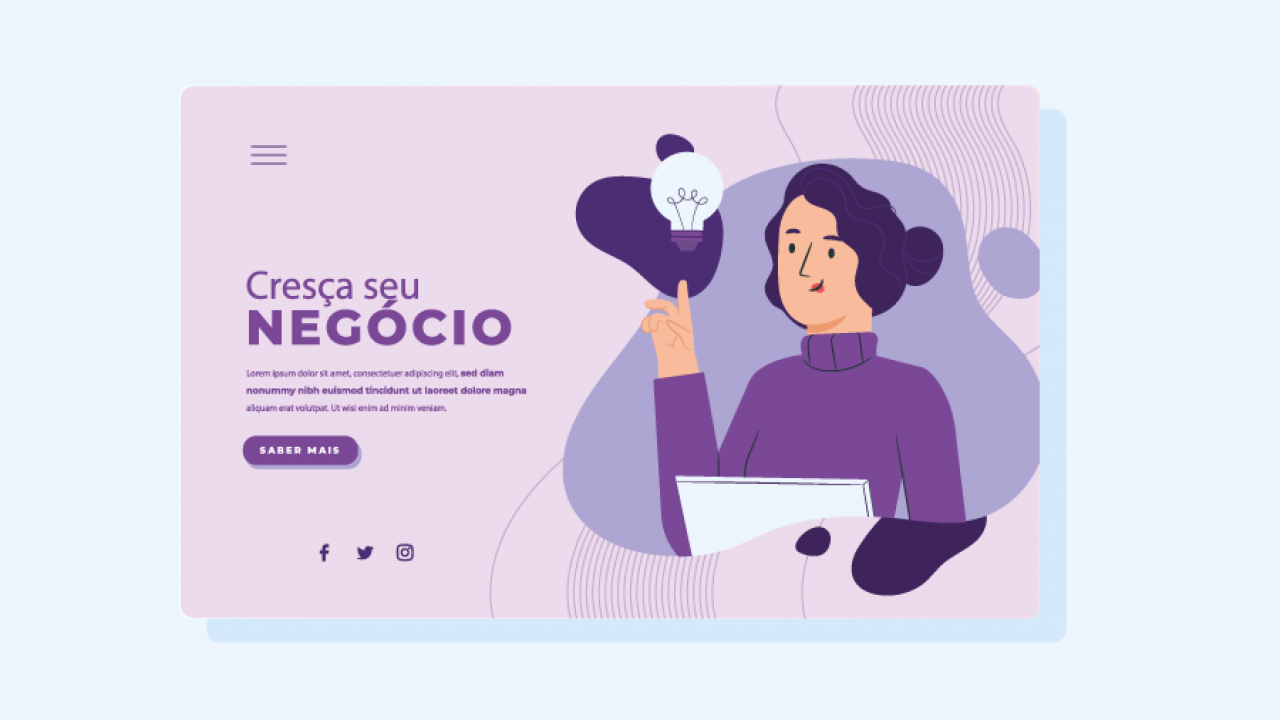 Cresça seu
NEGÓCIO
Lorem ipsum dolor sit amet, consectetuer adipiscing elit, sed diam
nonummy nibh euismod tincidunt ut laoreet dolore magna
aliquam erat volutpat. Ut wisi enim ad minim veniam.
SABER MAIS